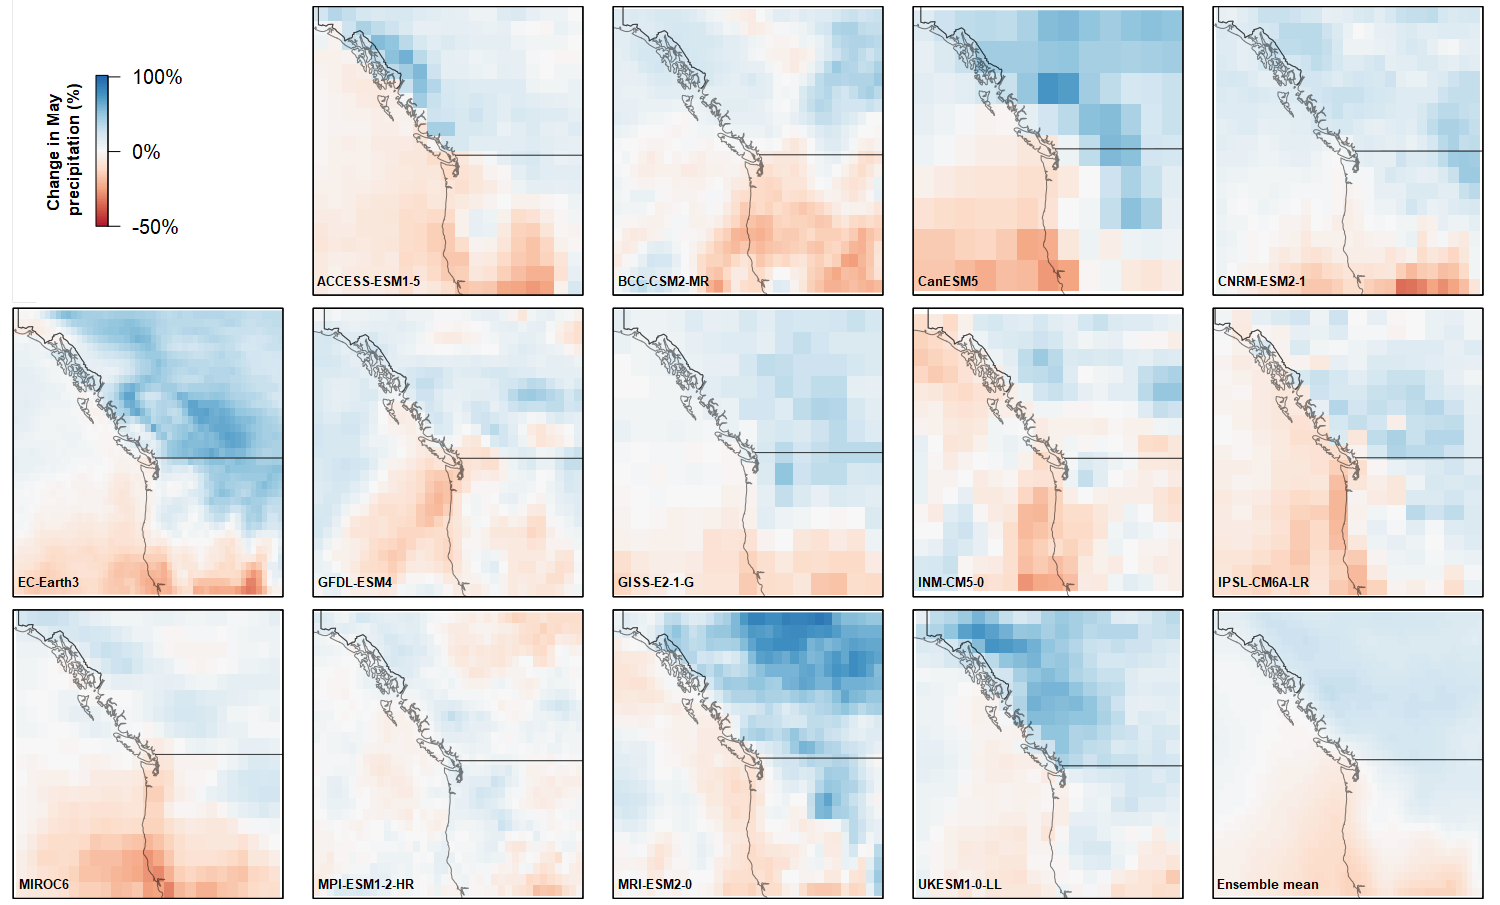 Change in May
precipitation (%)
100%
0%
-50%
ACCESS-ESM1-5
BCC-CSM2-MR
CanESM5
CNRM-ESM2-1
EC-Earth3
GFDL-ESM4
GISS-E2-1-G
INM-CM5-0
IPSL-CM6A-LR
MIROC6
MPI-ESM1-2-HR
MRI-ESM2-0
UKESM1-0-LL
Ensemble mean